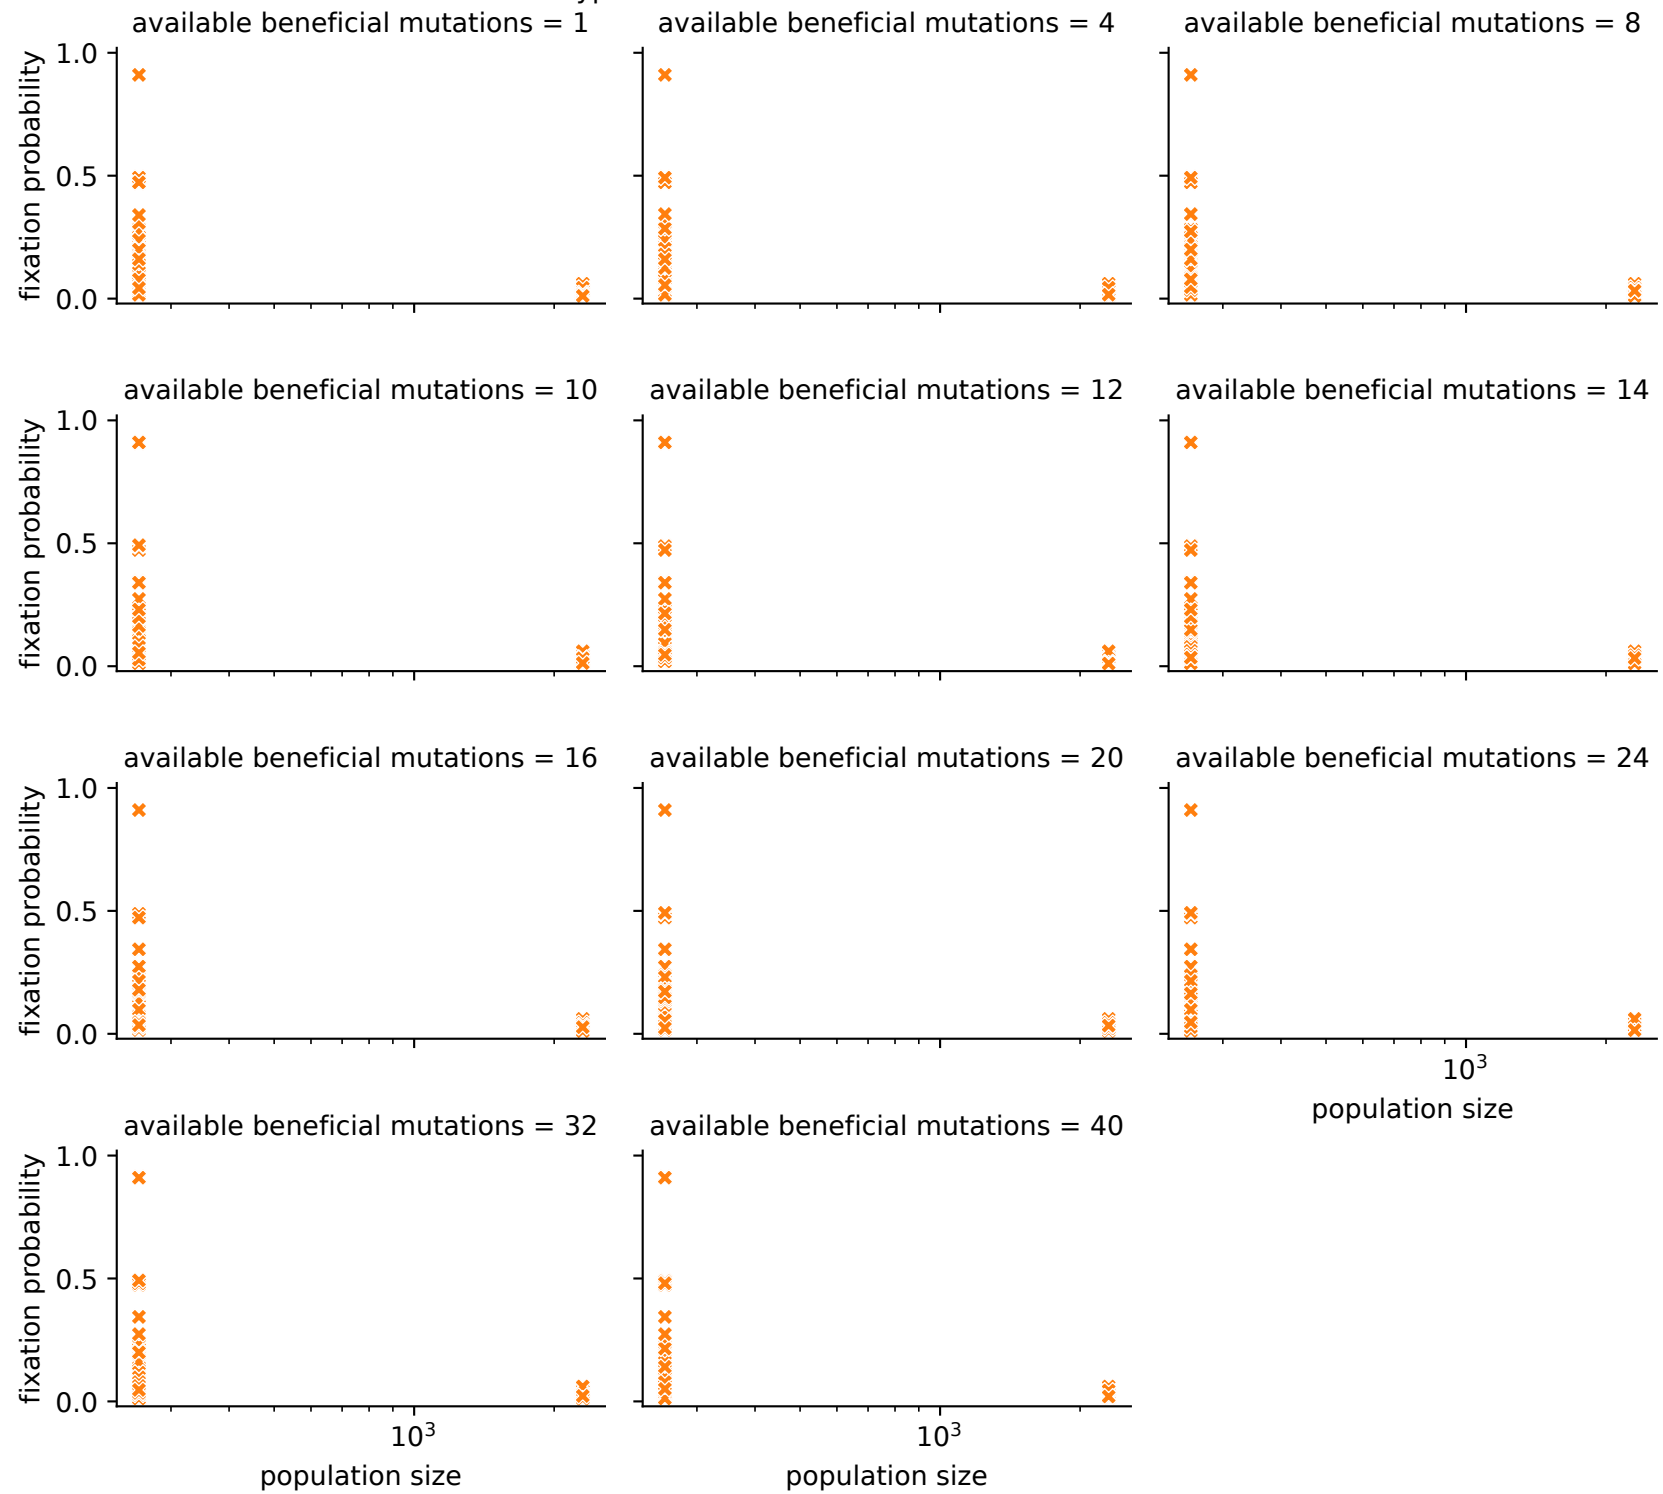 available beneficial mutations = 1
available beneficial mutations = 4
available beneficial mutations = 8
fixation probability
1.0
0.5
0.0
available beneficial mutations = 10
available beneficial mutations = 12
available beneficial mutations = 14
fixation probability
1.0
0.5
0.0
available beneficial mutations = 16
available beneficial mutations = 20
available beneficial mutations = 24
fixation probability
1.0
0.5
0.0
10³
population size
available beneficial mutations = 32
available beneficial mutations = 40
fixation probability
1.0
0.5
0.0
10³
10³
population size
population size